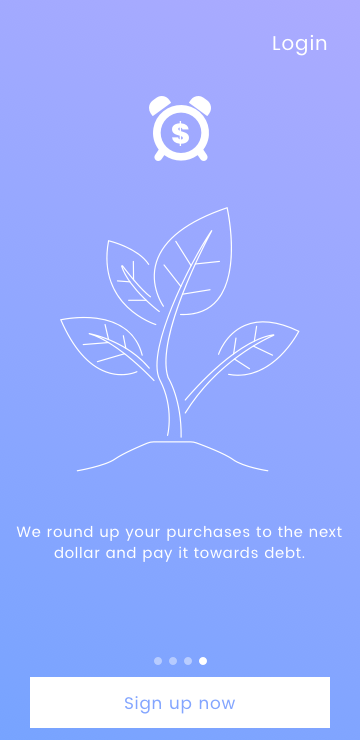 Login
$
We round up your purchases to the next
dollar and pay it towards debt.
Sign up now